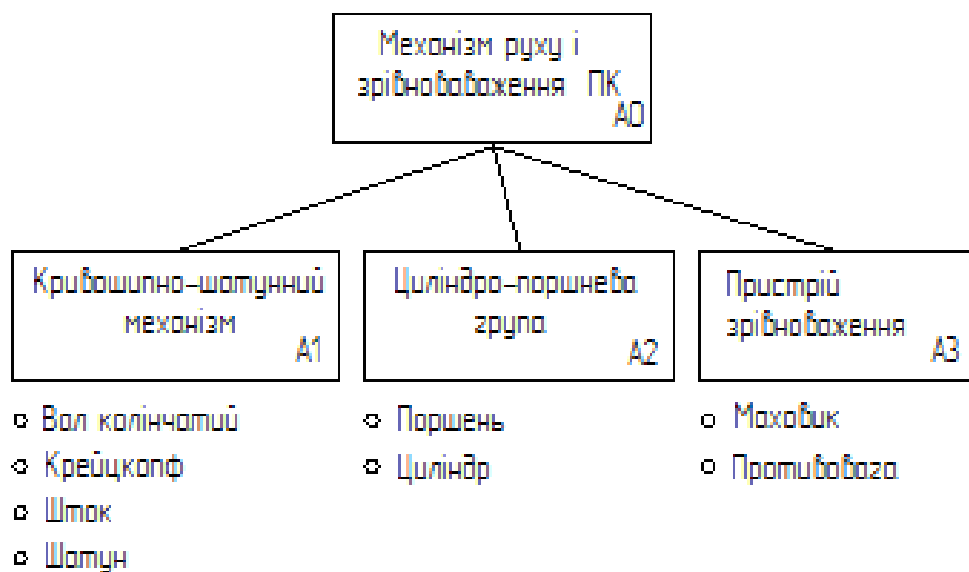 Механізм руху і
зрівноваваження ПК
А0
Кривошипно-шатунний
механізм
А1
Циліндро-поршнева
група
А2
Пристрій
зрівноваження
А3
Вал колінчатий
Крейцкопф
Шток
Шатун
Поршень
Циліндр
Маховик
Противовага